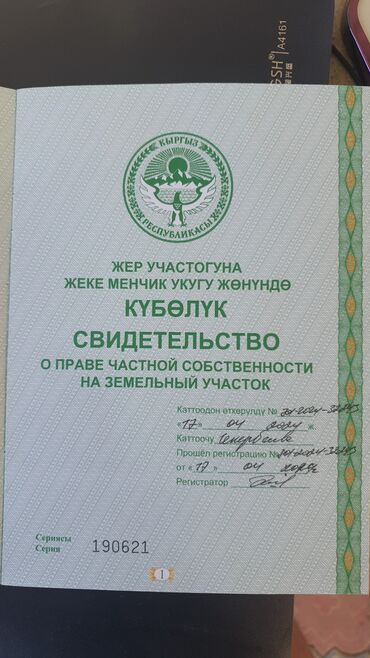 GSH A4161
КЫРГЫЗ
РЕСПУБЛИКАСЫ
ЖЕР УЧАСТОГУНА
ЖЕКЕ МЕНЧИК УКУГУ ЖӨНҮНДӨ
КҮБӨЛҮК
СВИДЕТЕЛЬСТВО
О ПРАВЕ ЧАСТНОЙ СОБСТВЕННОСТИ
НА ЗЕМЕЛЬНЫЙ УЧАСТОК
Каттоодон өткөрүлдү №
«17» 04 ж.
Каттоочу
Прошёл регистрацию №
от «17» 04
Регистратор
Сериясы
Серия 190621
1